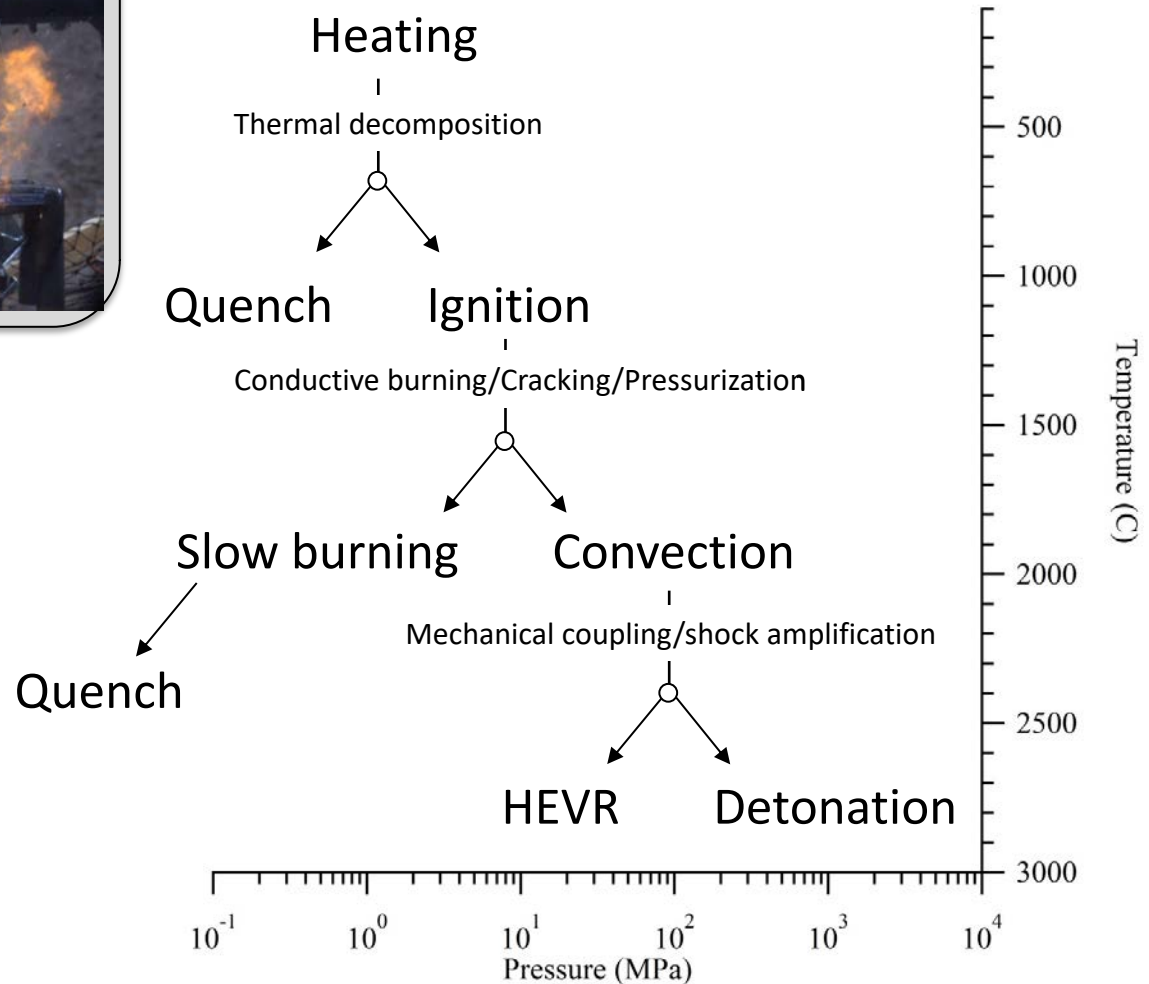 Heating
Thermal decomposition
500
1000
Quench Ignition
Conductive burning/Cracking/Pressurization
Temperature (C)
1500
Slow burning Convection
2000
Mechanical coupling/shock amplification
Quench
2500
HEVR Detonation
3000
10^-1 10^0 10^1 10^2 10^3 10^4
Pressure (MPa)